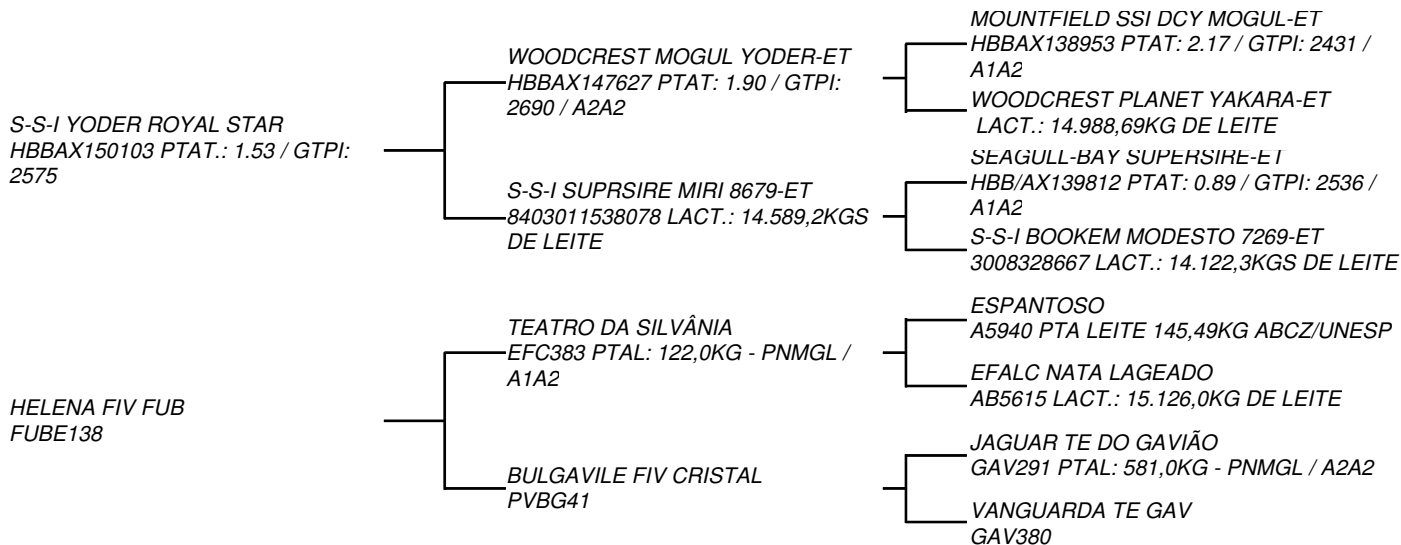 S-S-I YODER ROYAL STAR
HBBAX150103 PTAT.: 1.53 / GTPI:
2575
WOODCREST MOGUL YODER-ET
HBBAX147627 PTAT: 1.90 / GTPI:
2690 / A2A2
MOUNTFIELD SSI DCY MOGUL-ET
HBBAX138953 PTAT: 2.17 / GTPI: 2431 /
A1A2
WOODCREST PLANET YAKARA-ET
LACT.: 14.988,69KG DE LEITE
S-S-I SUPRSIRE MIRI 8679-ET
8403011538078 LACT.: 14.589,2KGS
DE LEITE
SEAGULL-BAY SUPERSIRE-ET
HBB/AX139812 PTAT: 0.89 / GTPI: 2536 /
A1A2
S-S-I BOOKEM MODESTO 7269-ET
3008328667 LACT.: 14.122,3KGS DE LEITE
HELENA FIV FUB
FUBE138
TEATRO DA SILVÂNIA
EFC383 PTAL: 122,0KG - PNMGL /
A1A2
ESPANTOSO
A5940 PTA LEITE 145,49KG ABCZ/UNESP
EFALC NATA LAGEADO
AB5615 LACT.: 15.126,0KG DE LEITE
BULGAVILE FIV CRISTAL
PVBG41
JAGUAR TE DO GAVIÃO
GAV291 PTAL: 581,0KG - PNMGL / A2A2
VANGUARDA TE GAV
GAV380